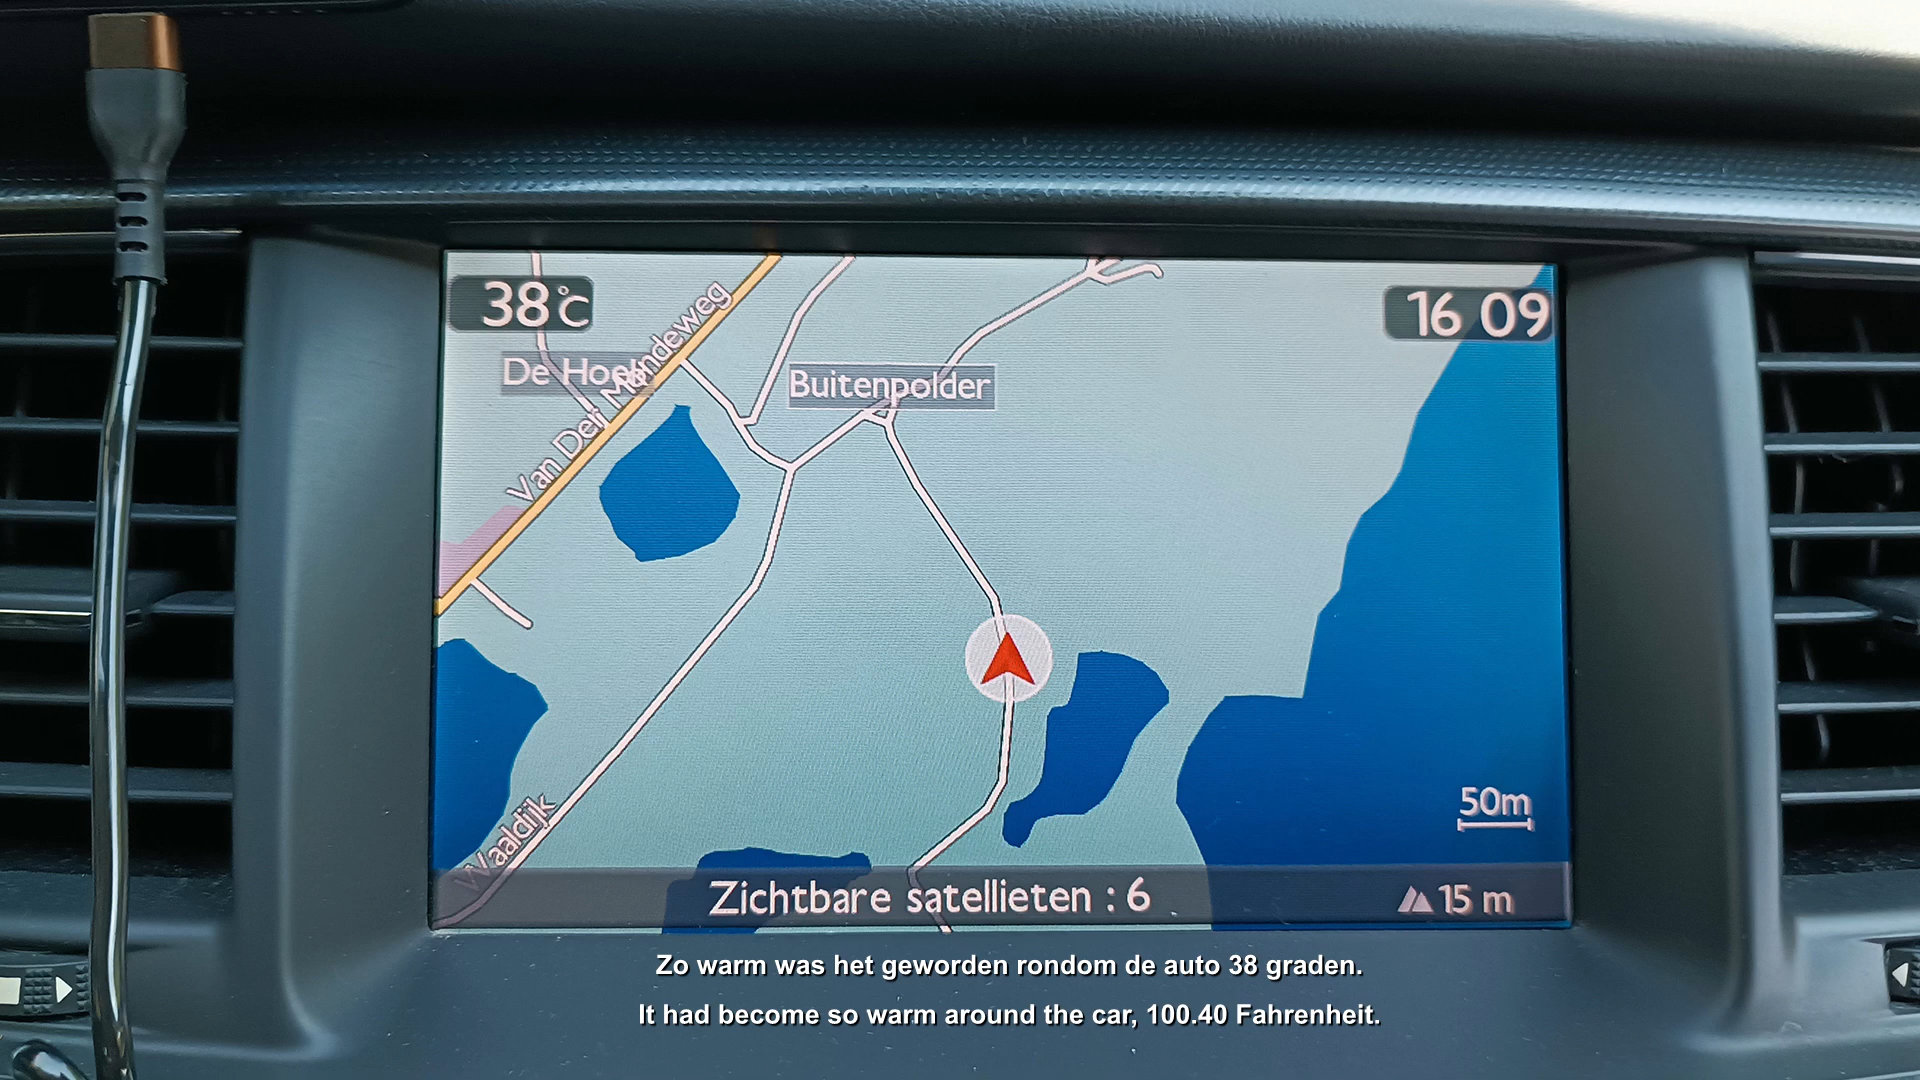 38°C
16 09
De Hoek
Van Der Molndeweg
Buitenpolder
50m
Waaldijk
Zichtbare satellieten : 6
15 m
Zo warm was het geworden rondom de auto 38 graden.
It had become so warm around the car, 100.40 Fahrenheit.